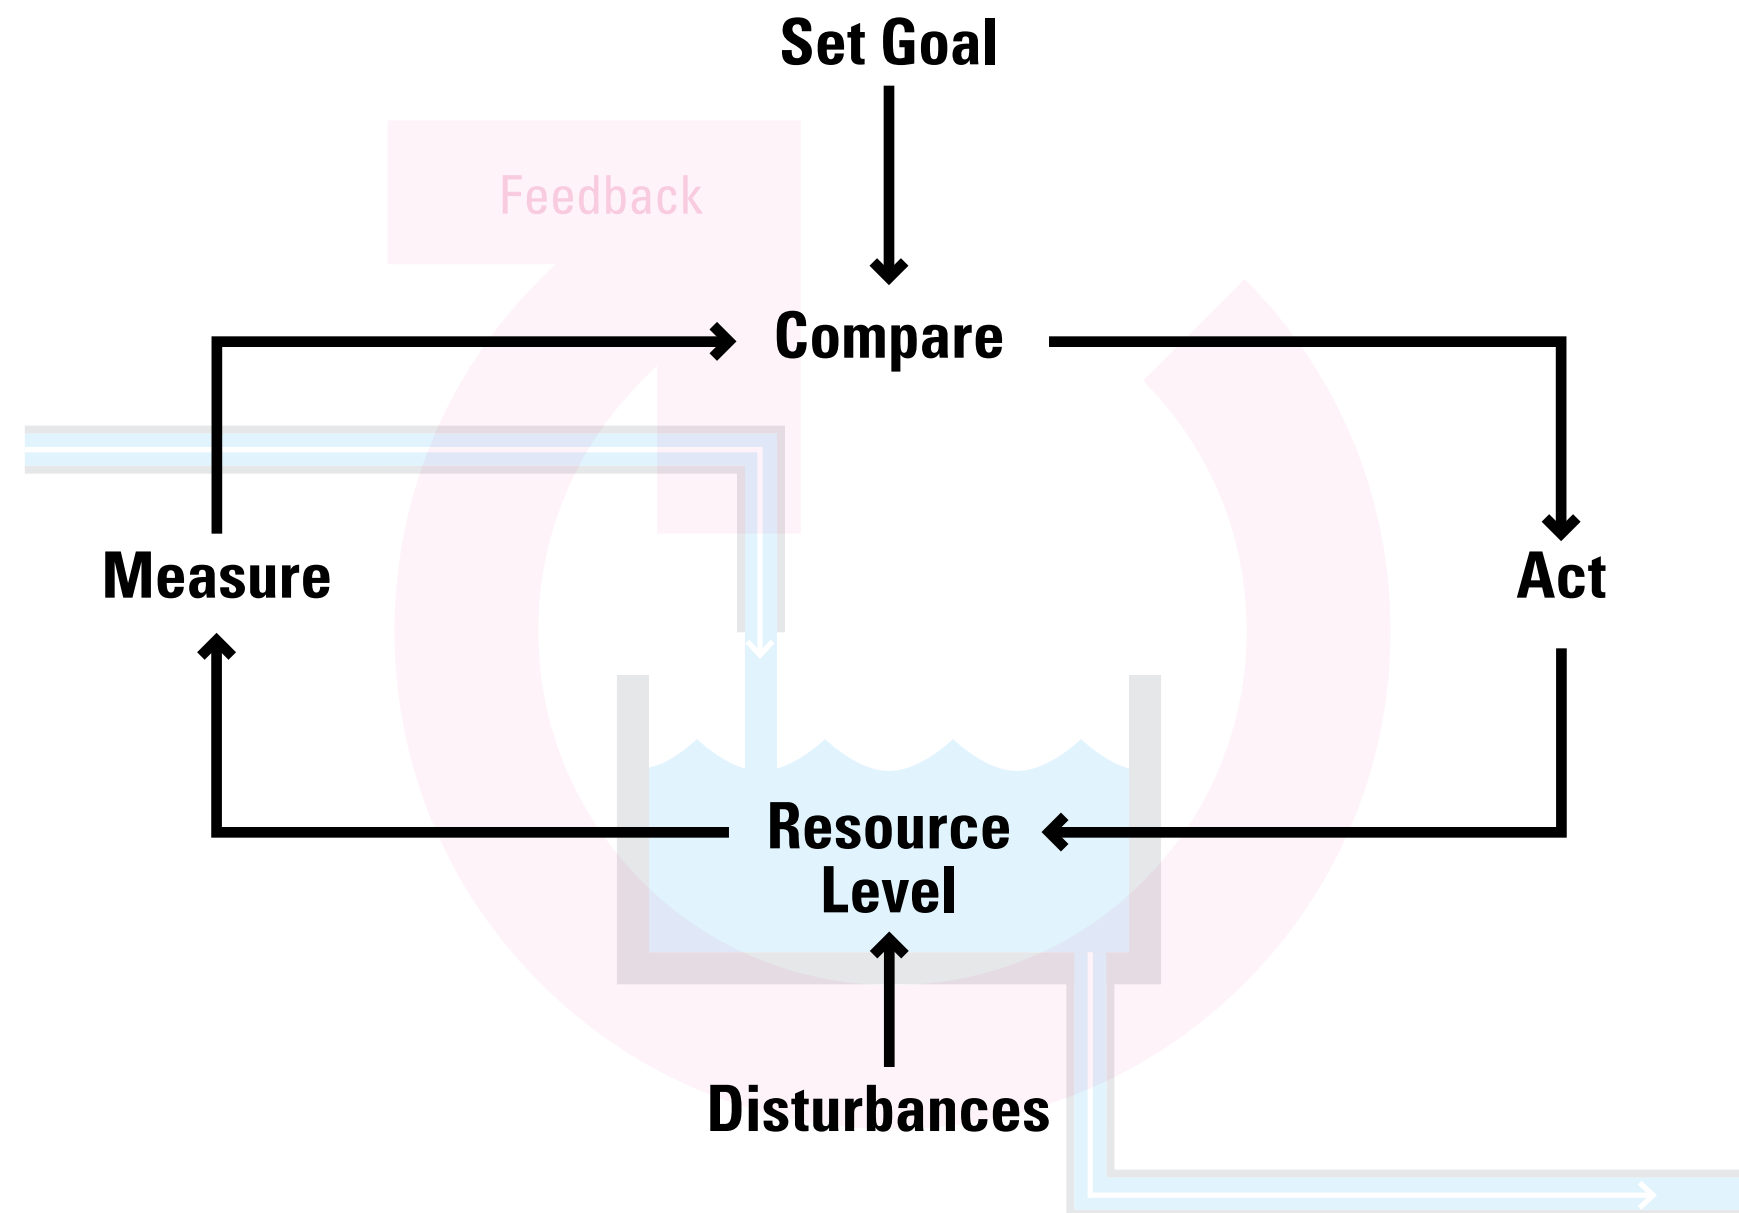 Set Goal
Feedback
Compare
Measure
Act
Resource
Level
Disturbances